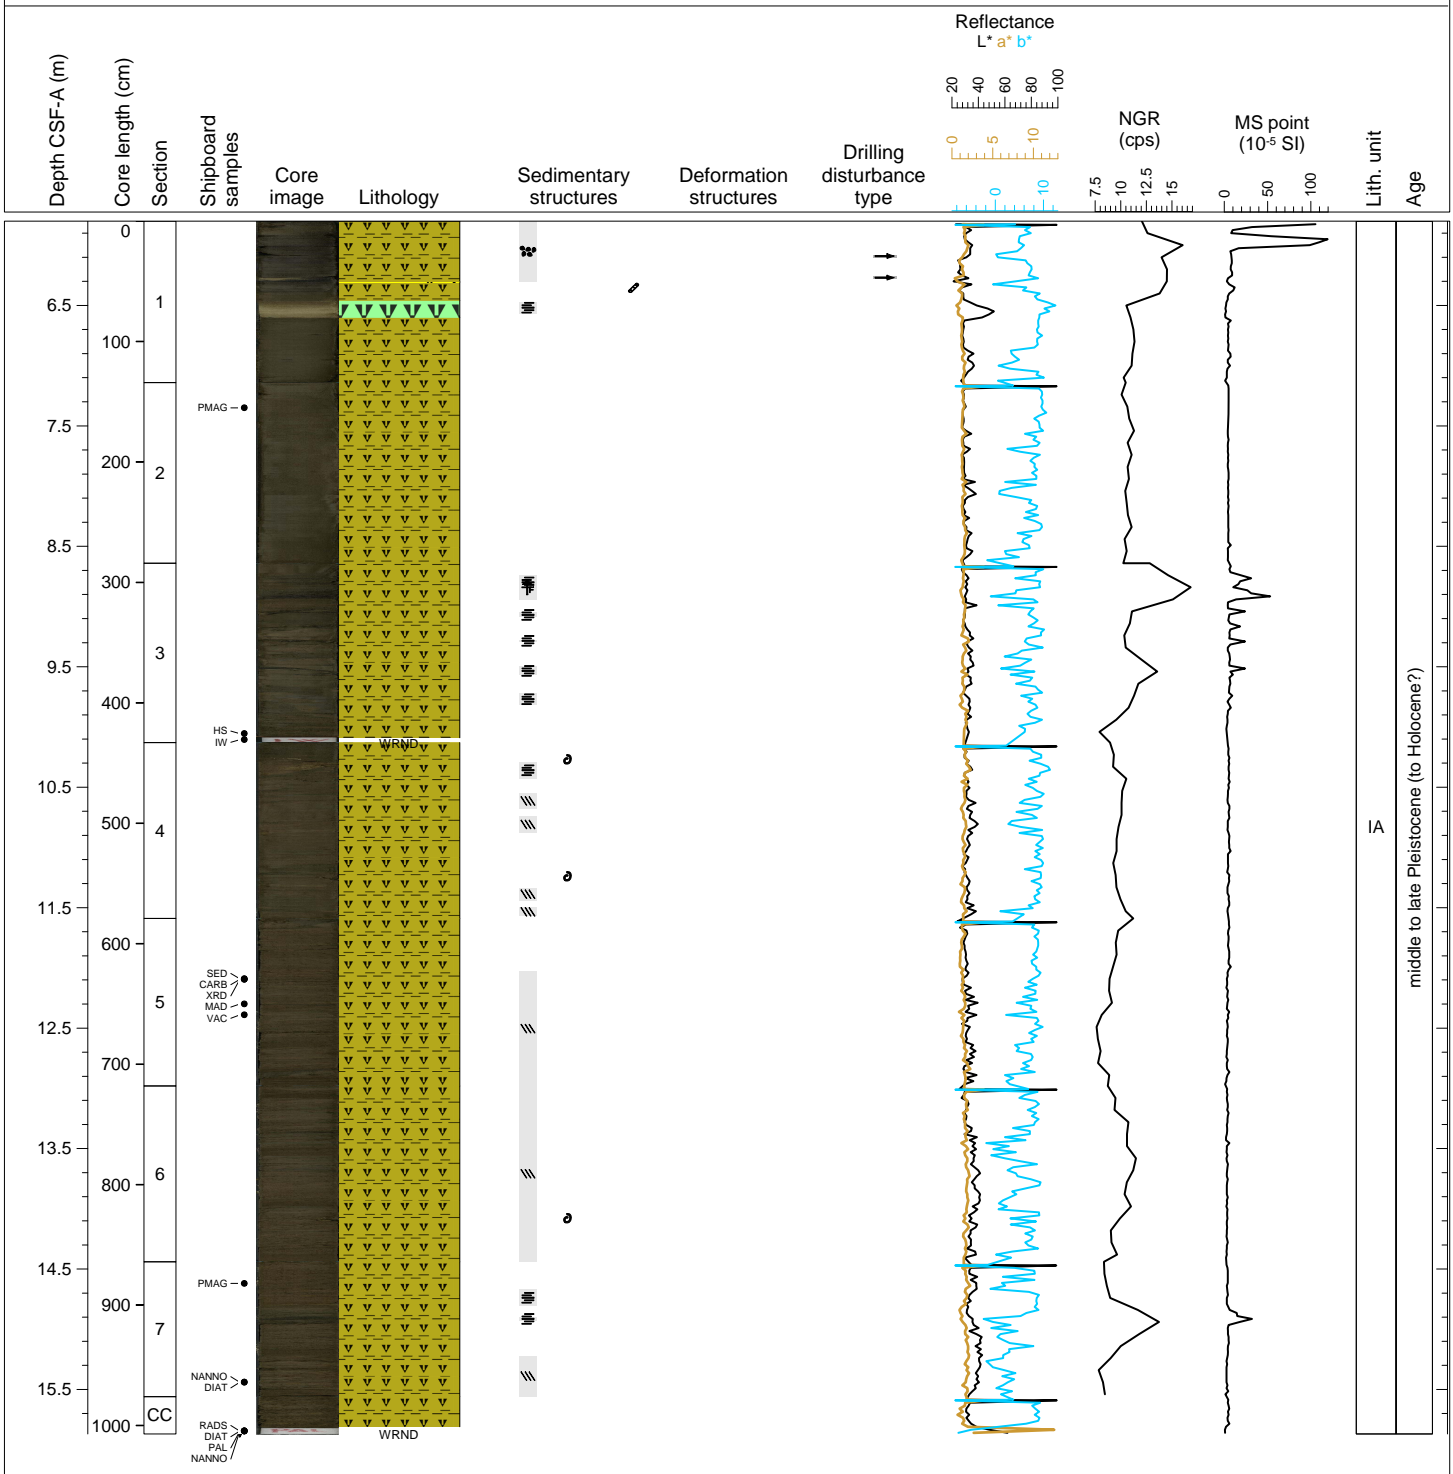 Reflectance
L* a* b*
Depth CSF-A (m)
Core length (cm)
Section
Shipboard
samples
Core
image
Lithology
Sedimentary
structures
Deformation
structures
Drilling
disturbance
type
20 40 60 80 100
0 5 10
0 10
NGR
(cps)
7.5 10 12.5 15
MS point
(10-5 SI)
0 50 100
Lith. unit
Age
0
1
6.5
100
PMAG
7.5
200
2
8.5
300
3
9.5
400
HS
IW
WRND
10.5
500
4
IA
middle to late Pleistocene (to Holocene?)
11.5
600
SED
CARB
XRD
MAD
VAC
5
12.5
700
13.5
6
800
14.5
PMAG
900
7
NANNO
DIAT
15.5
CC
1000
RADS
DIAT
PAL
NANNO
PAL
WRND